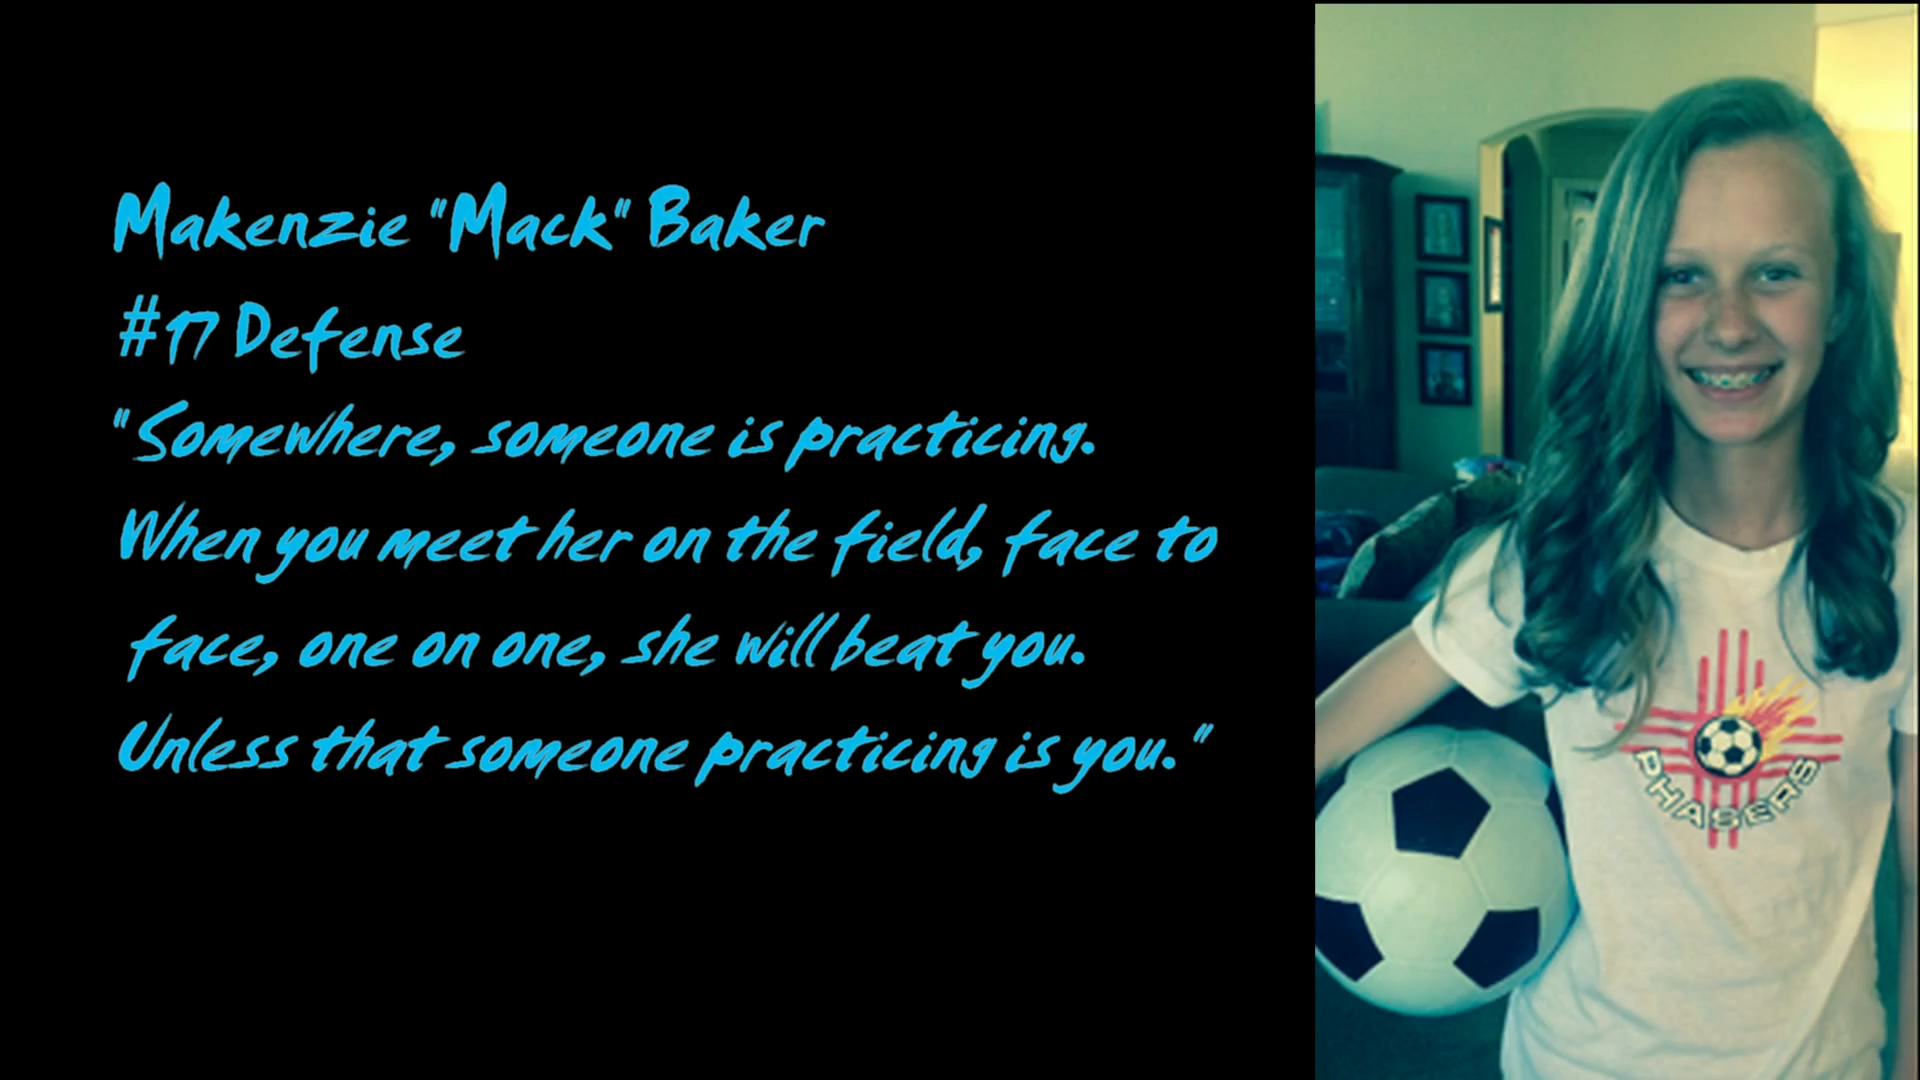 Makenzie "Mack" Baker
#17 Defense
"Somewhere, someone is practicing.
When you meet her on the field, face to
face, one on one, she will beat you.
Unless that someone practicing is you."
PHASERS